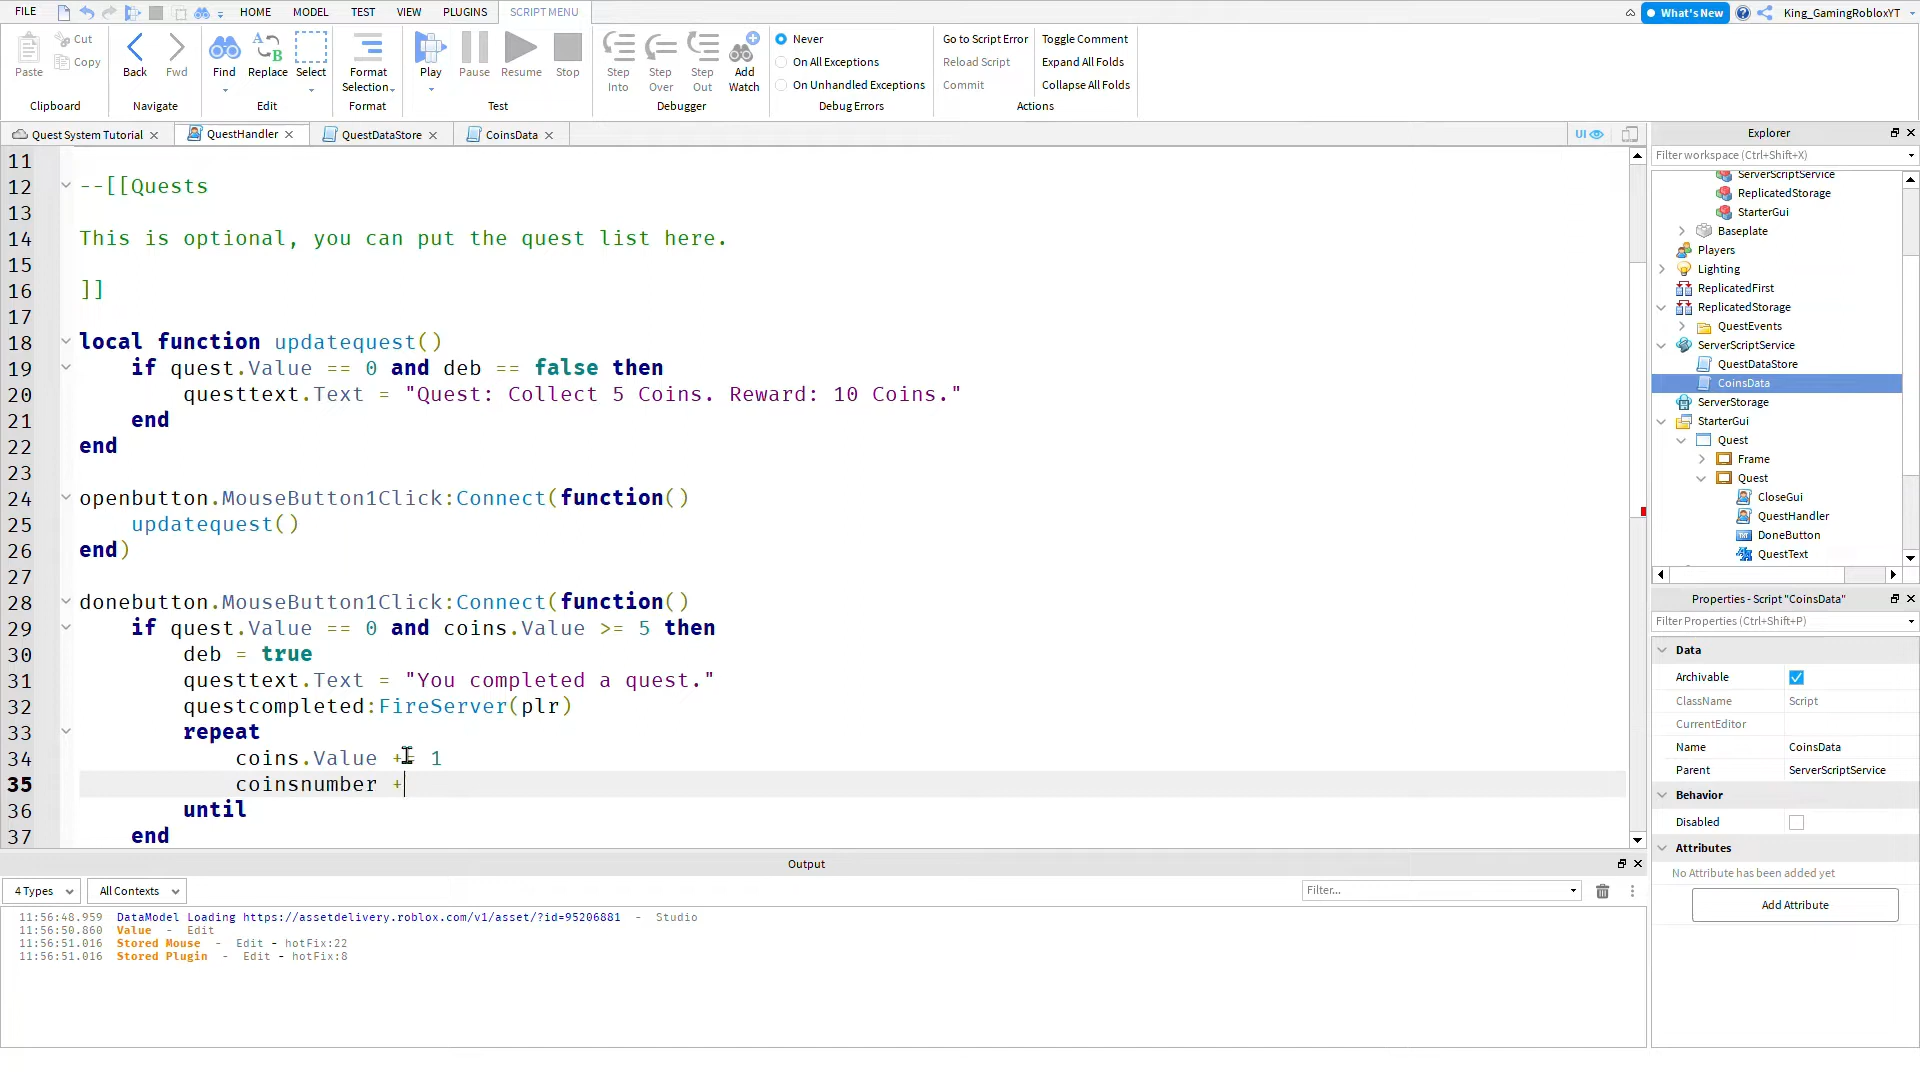 FILE HOME MODEL TEST VIEW PLUGINS SCRIPT MENU What's New King_GamingRobloxYT
Paste Cut Copy Clipboard
Back Fwd Navigate
Find Replace Select Edit
Format Selection Format
Play Pause Resume Stop Test
Step Into Step Over Step Out Add Watch Debugger
Never
On All Exceptions
On Unhandled Exceptions
Debug Errors
Go to Script Error Toggle Comment
Reload Script Expand All Folds
Commit Collapse All Folds
Actions
Quest System Tutorial QuestHandler QuestDataStore CoinsData UI
11
12 --[[Quests
13
14 This is optional, you can put the quest list here.
15
16 ]]
17
18 local function updatequest()
19 if quest.Value == 0 and deb == false then
20 questtext.Text = "Quest: Collect 5 Coins. Reward: 10 Coins."
21 end
22 end
23
24 openbutton.MouseButton1Click:Connect(function()
25 updatequest()
26 end)
27
28 donebutton.MouseButton1Click:Connect(function()
29 if quest.Value == 0 and coins.Value >= 5 then
30 deb = true
31 questtext.Text = "You completed a quest."
32 questcompleted:FireServer(plr)
33 repeat
34 coins.Value += 1
35 coinsnumber +
36 until
37 end
Output
4 Types All Contexts Filter...
11:56:48.959 DataModel Loading https://assetdelivery.roblox.com/v1/asset/?id=95206881 - Studio
11:56:50.860 Value - Edit
11:56:51.016 Stored Mouse - Edit - hotFix:22
11:56:51.016 Stored Plugin - Edit - hotFix:8
Explorer
Filter workspace (Ctrl+Shift+X)
ServerScriptService
ReplicatedStorage
StarterGui
Baseplate
Players
Lighting
ReplicatedFirst
ReplicatedStorage
QuestEvents
ServerScriptService
QuestDataStore
CoinsData
ServerStorage
StarterGui
Quest
Frame
Quest
CloseGui
QuestHandler
DoneButton
QuestText
Properties - Script "CoinsData"
Filter Properties (Ctrl+Shift+P)
Data
Archivable
ClassName Script
CurrentEditor
Name CoinsData
Parent ServerScriptService
Behavior
Disabled
Attributes
No Attribute has been added yet
Add Attribute